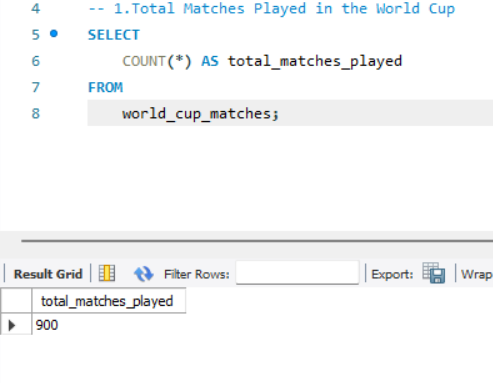 4 -- 1.Total Matches Played in the World Cup
5 SELECT
6 COUNT(*) AS total_matches_played
7 FROM
8 world_cup_matches;
Result Grid Filter Rows: Export: Wrap
total_matches_played
900